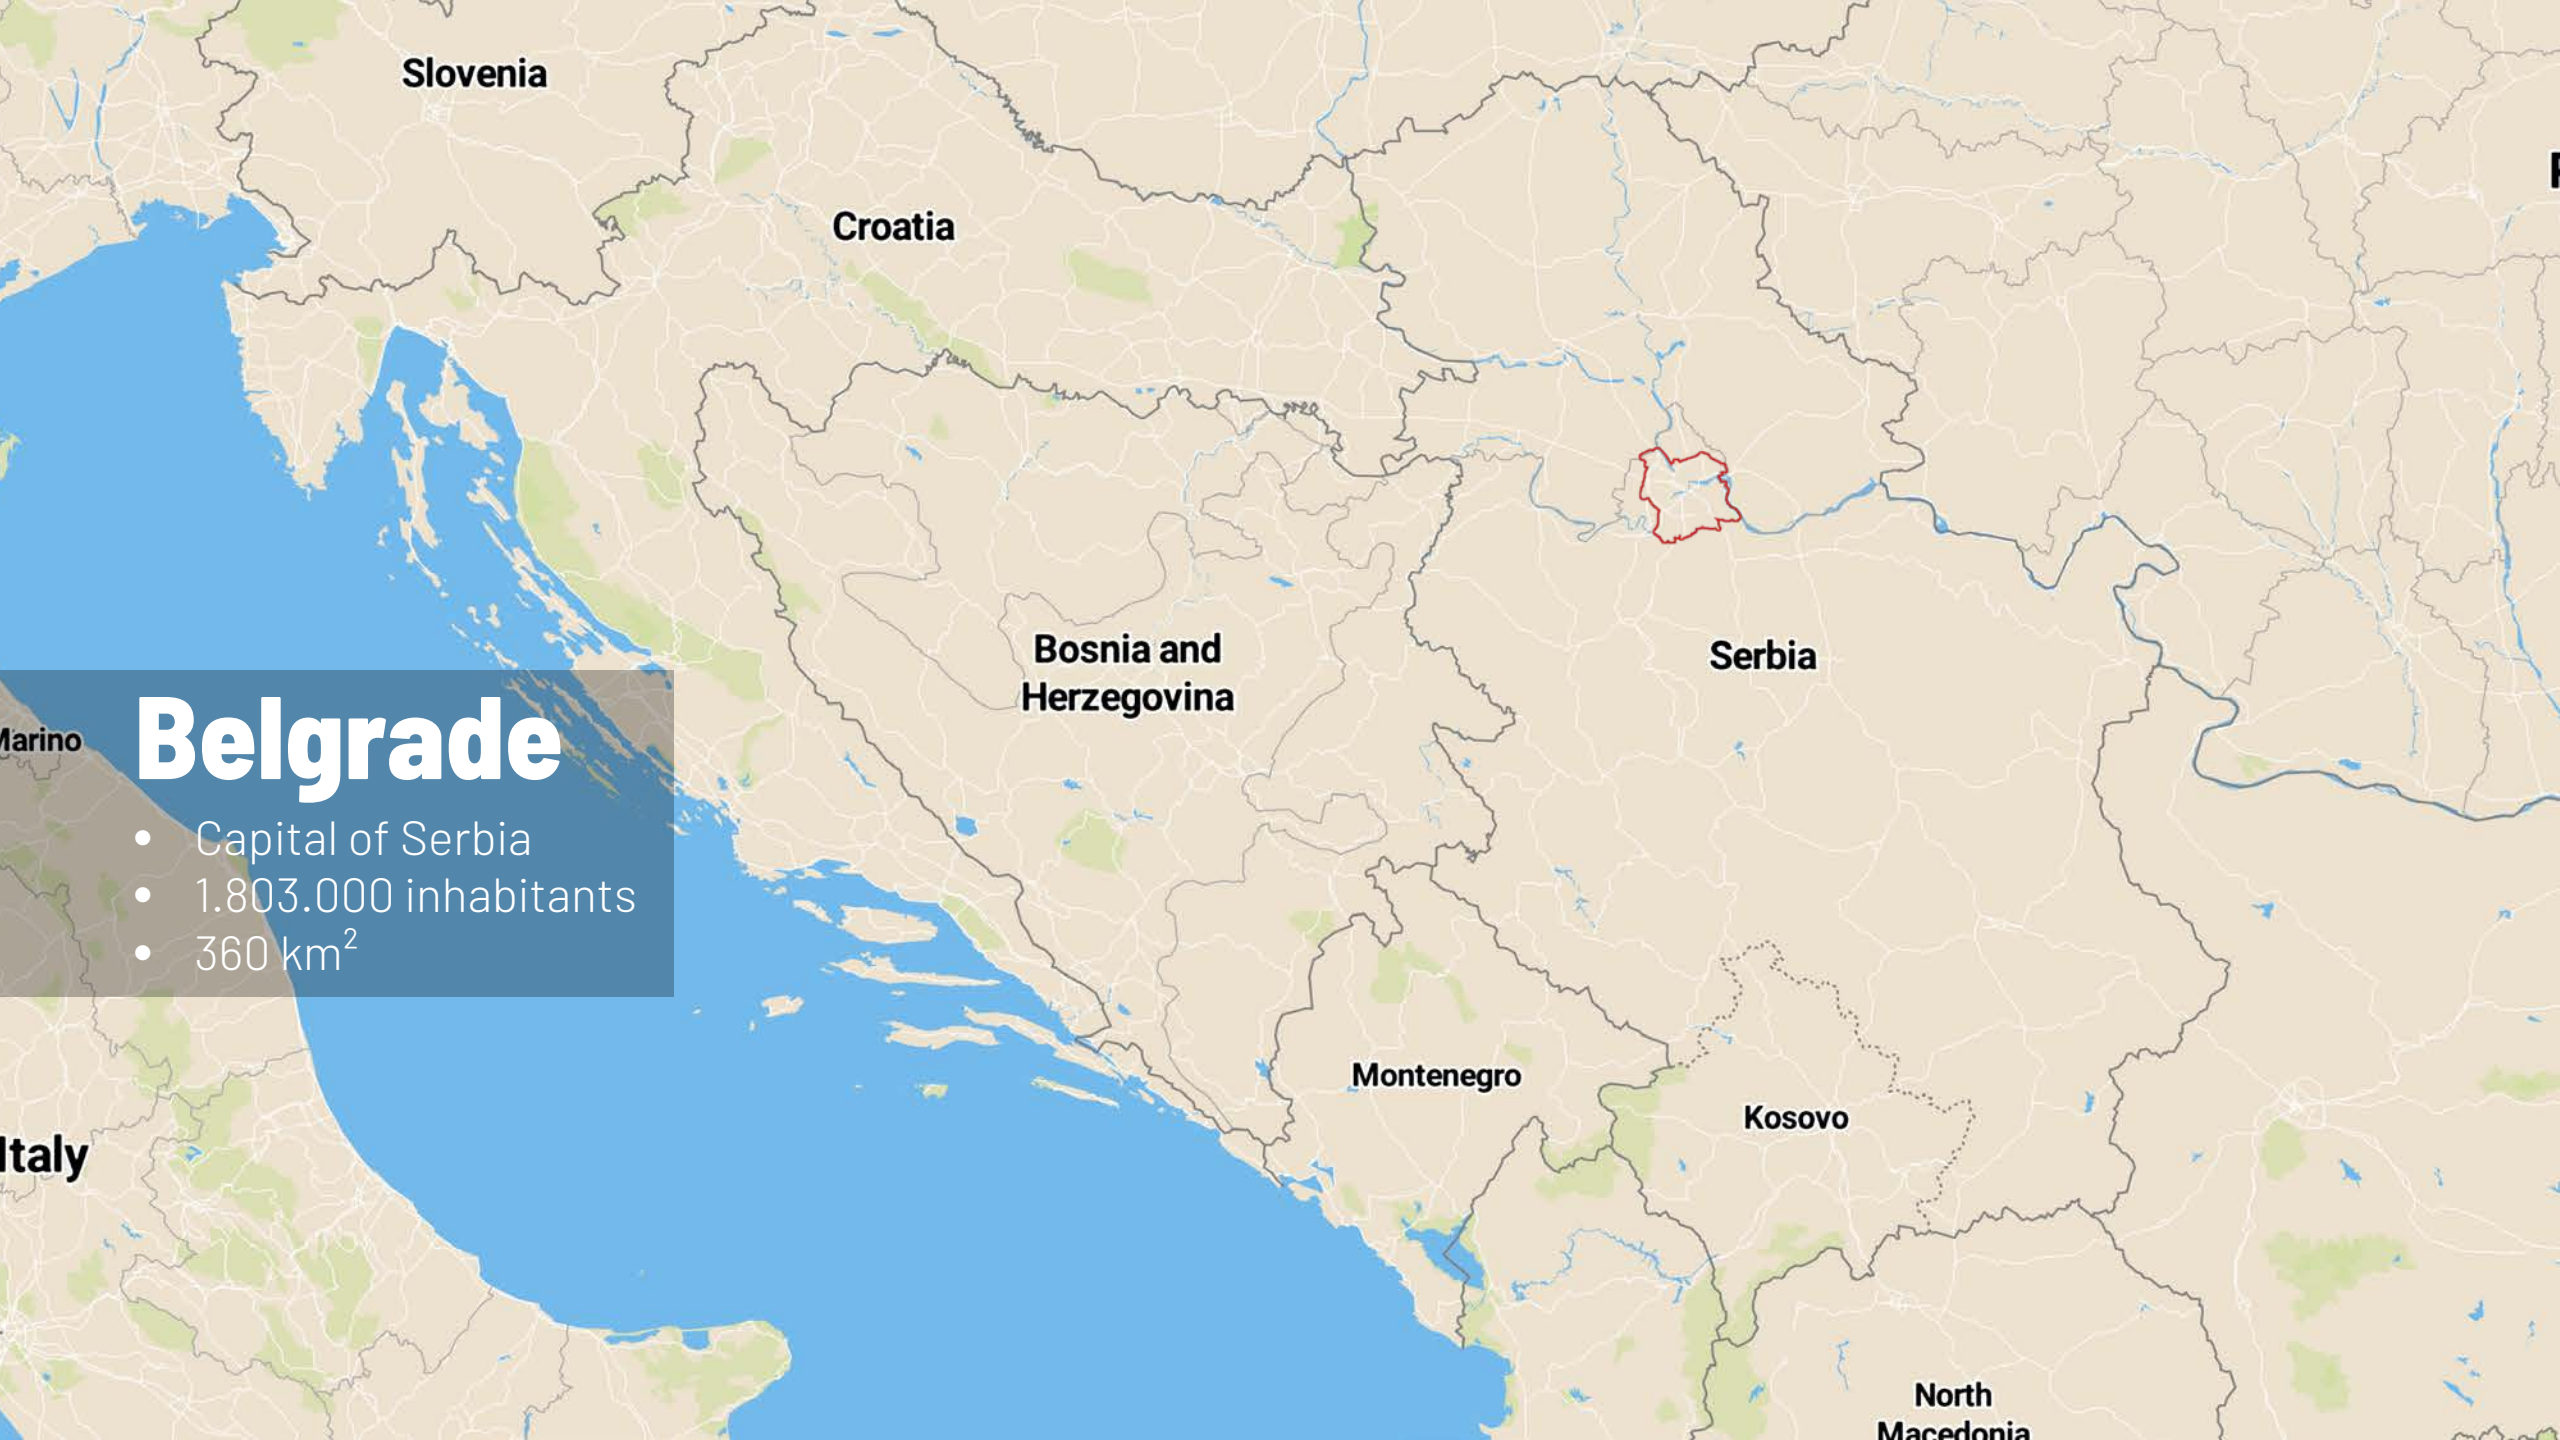 Slovenia
Croatia
Bosnia and
Herzegovina
Serbia
Marino
Belgrade
• Capital of Serbia
• 1.803.000 inhabitants
• 360 km²
Montenegro
Kosovo
Italy
North
Macedonia